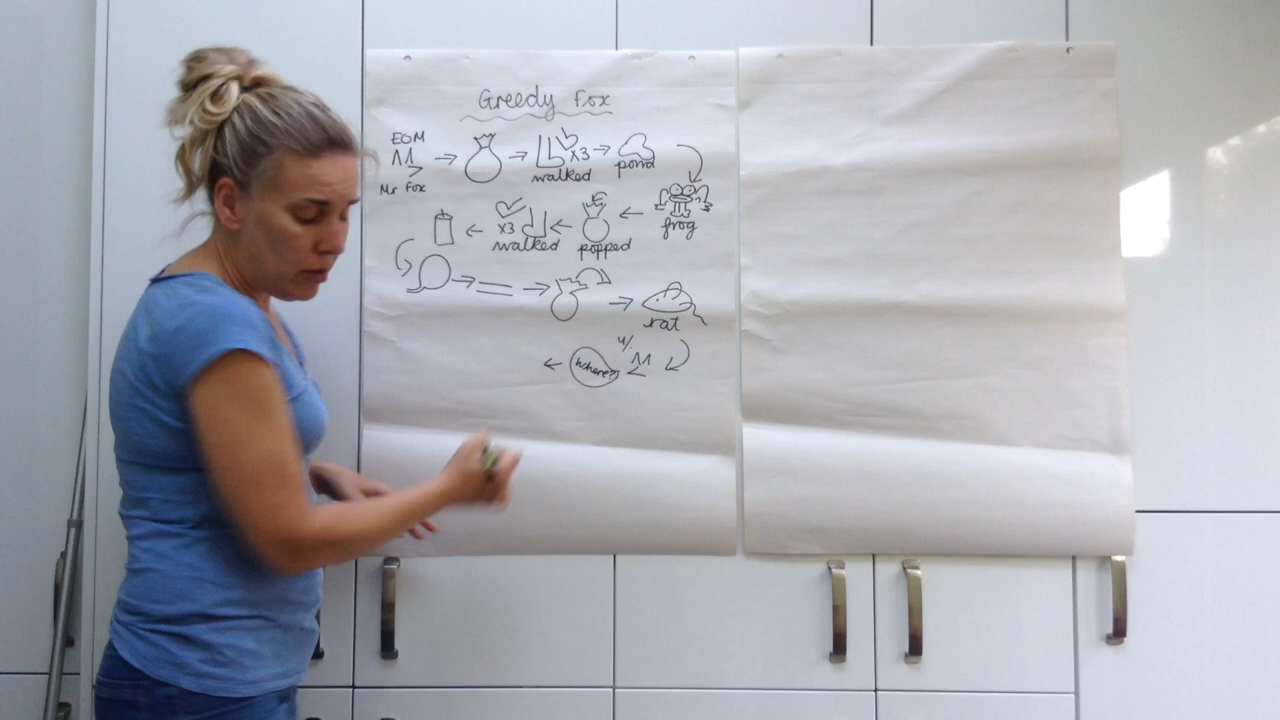 Greedy Fox
EOM
Mr Fox
x3
walked
pond
frog
popped
x3
walked
rat
w/.
Where?